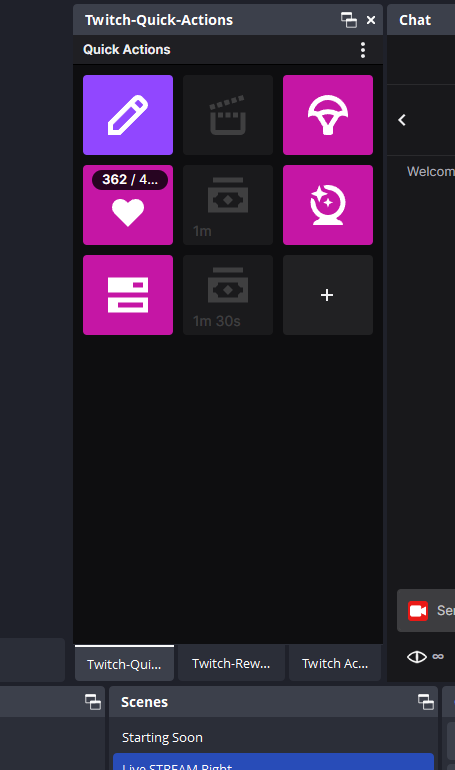 Twitch-Quick-Actions
Chat
Quick Actions
362 / 4...
Welcom
1m
1m 30s
+
Ser
∞
Twitch-Qui...
Twitch-Rew...
Twitch Ac...
Scenes
Starting Soon
Live STREAM Right